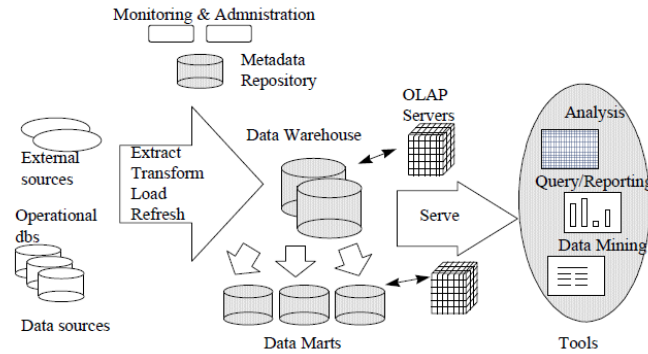 Monitoring & Admnistration
Metadata
Repository
OLAP
Servers
Analysis
Data Warehouse
External
sources
Extract
Transform
Load
Refresh
Query/Reporting
Operational
dbs
Serve
Data Mining
Data sources
Data Marts
Tools